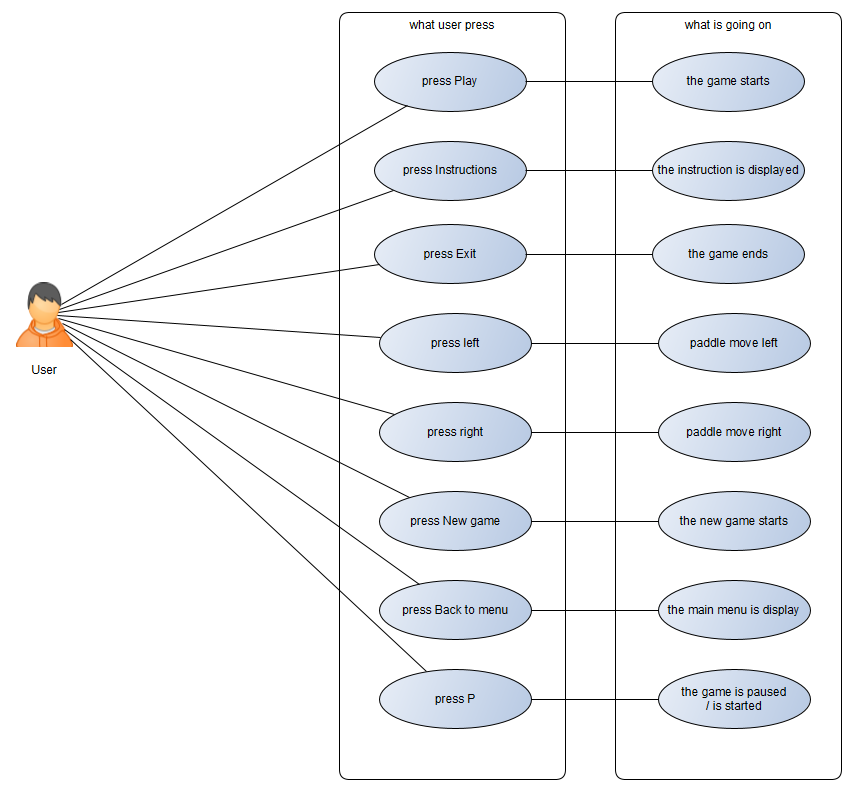 what user press
what is going on
press Play
the game starts
press Instructions
the instruction is displayed
press Exit
the game ends
press left
paddle move left
User
press right
paddle move right
press New game
the new game starts
press Back to menu
the main menu is display
press P
the game is paused
/ is started